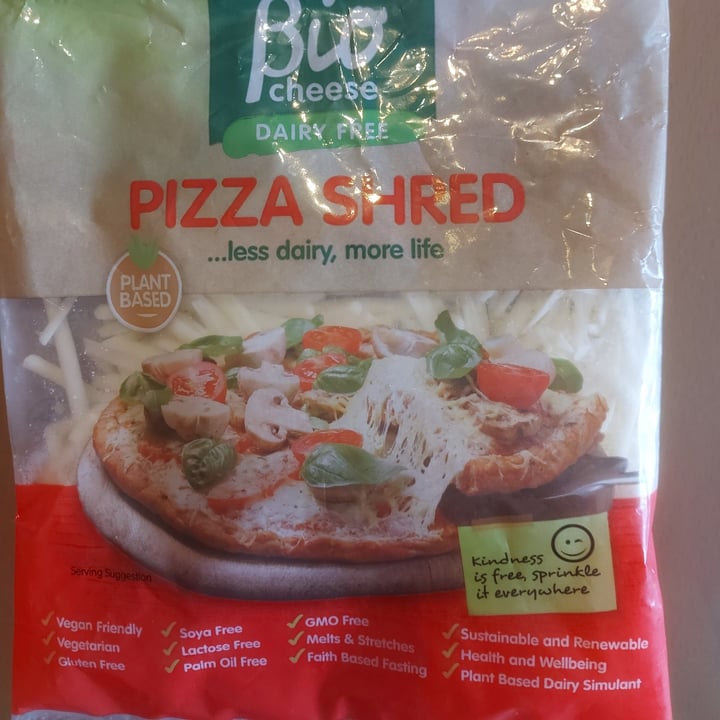 Bio
cheese
DAIRY FREE
PIZZA SHRED
...less dairy, more life
PLANT
BASED
Kindness
is free, sprinkle
it everywhere
Serving Suggestion
Vegan Friendly
Vegetarian
Gluten Free
Soya Free
Lactose Free
Palm Oil Free
GMO Free
Melts & Stretches
Faith Based Fasting
Sustainable and Renewable
Health and Wellbeing
Plant Based Dairy Simulant